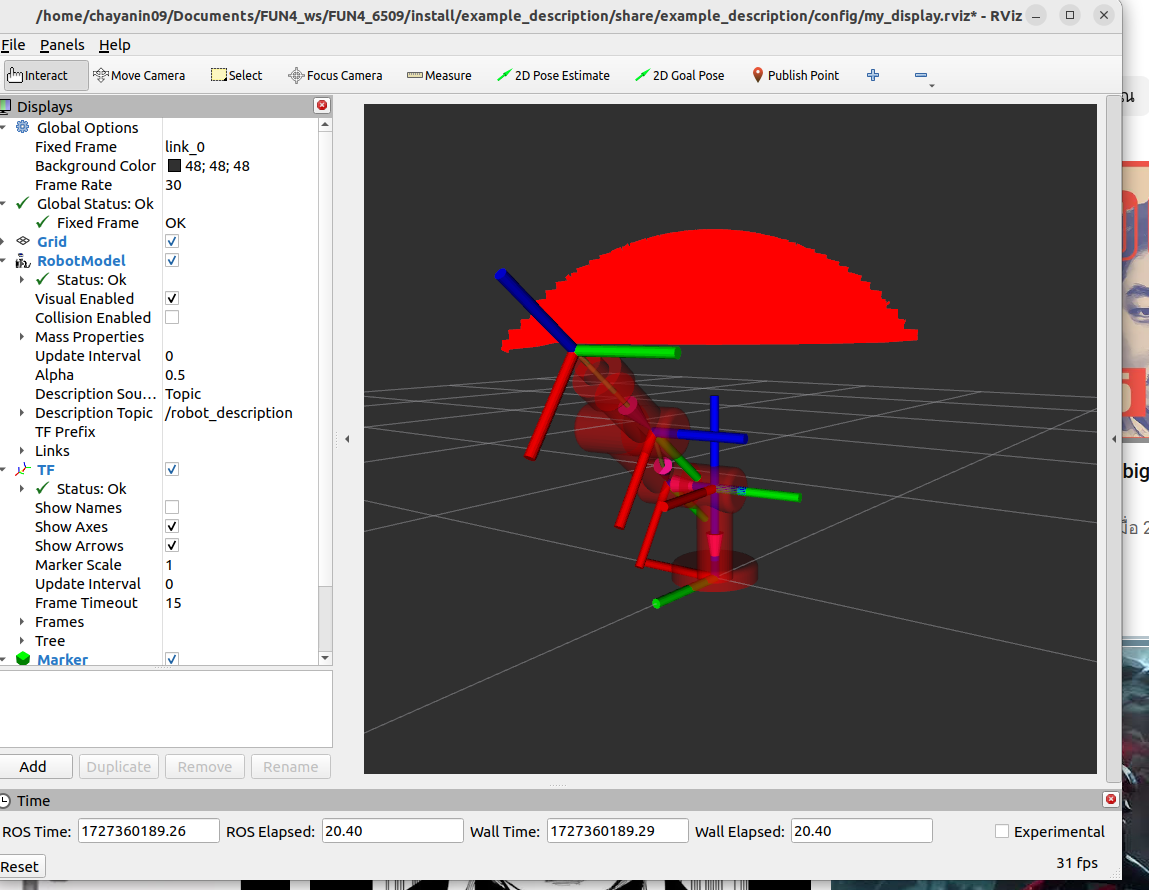 /home/chayanin09/Documents/FUN4_ws/FUN4_6509/install/example_description/share/example_description/config/my_display.rviz* - RViz
File Panels Help
Interact Move Camera Select Focus Camera Measure 2D Pose Estimate 2D Goal Pose Publish Point
Displays
Global Options
Fixed Frame link_0
Background Color 48; 48; 48
Frame Rate 30
Global Status: Ok
Fixed Frame OK
Grid
RobotModel
Status: Ok
Visual Enabled
Collision Enabled
Mass Properties
Update Interval 0
Alpha 0.5
Description Sou... Topic
Description Topic /robot_description
TF Prefix
Links
TF
Status: Ok
Show Names
Show Axes
Show Arrows
Marker Scale 1
Update Interval 0
Frame Timeout 15
Frames
Tree
Marker
Add Duplicate Remove Rename
Time
ROS Time: 1727360189.26 ROS Elapsed: 20.40 Wall Time: 1727360189.29 Wall Elapsed: 20.40 Experimental
Reset 31 fps
big